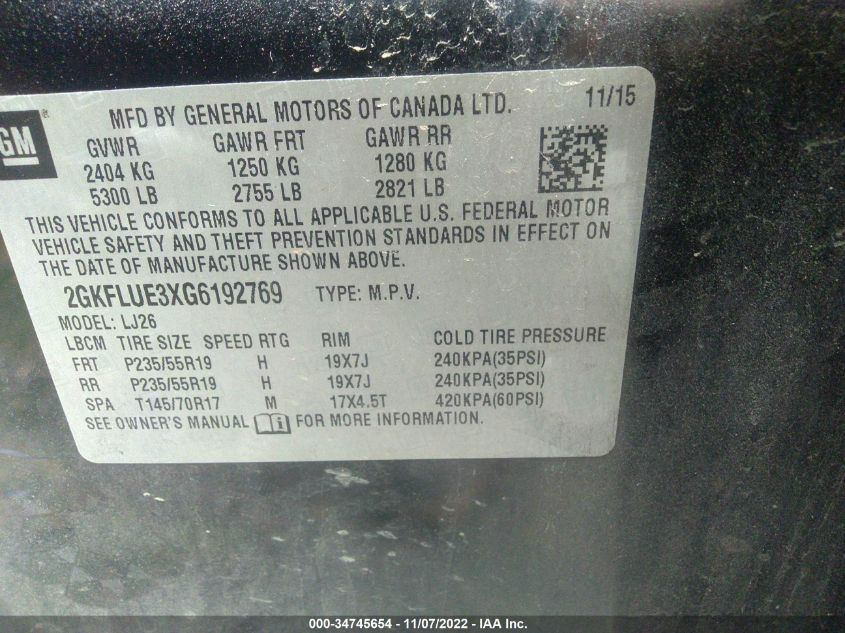 GM
MFD BY GENERAL MOTORS OF CANADA LTD. 11/15
GVWR GAWR FRT GAWR RR
2404 KG 1250 KG 1280 KG
5300 LB 2755 LB 2821 LB
THIS VEHICLE CONFORMS TO ALL APPLICABLE U.S. FEDERAL MOTOR
VEHICLE SAFETY AND THEFT PREVENTION STANDARDS IN EFFECT ON
THE DATE OF MANUFACTURE SHOWN ABOVE.
2GKFLUE3XG6192769 TYPE: M.P.V.
MODEL: LJ26
LBCM TIRE SIZE SPEED RTG RIM COLD TIRE PRESSURE
FRT P235/55R19 H 19X7J 240KPA(35PSI)
RR P235/55R19 H 19X7J 240KPA(35PSI)
SPA T145/70R17 M 17X4.5T 420KPA(60PSI)
SEE OWNER'S MANUAL FOR MORE INFORMATION.
000-34745654 - 11/07/2022 - IAA Inc.